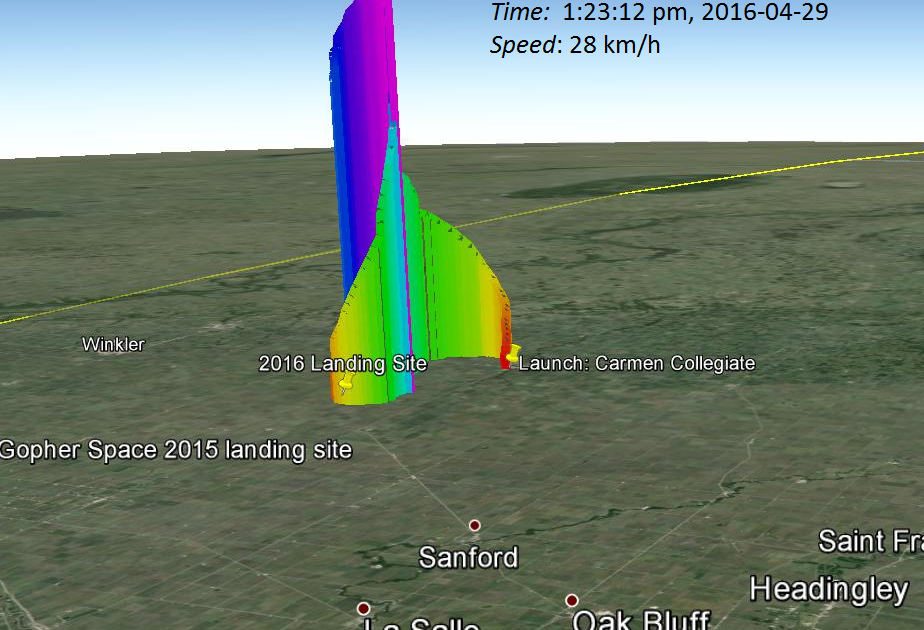 Time: 1:23:12 pm, 2016-04-29
Speed: 28 km/h
Winkler
2016 Landing Site
Launch: Carmen Collegiate
Gopher Space 2015 landing site
Sanford
Saint Fra
Headingley
La Salle
Oak Bluff